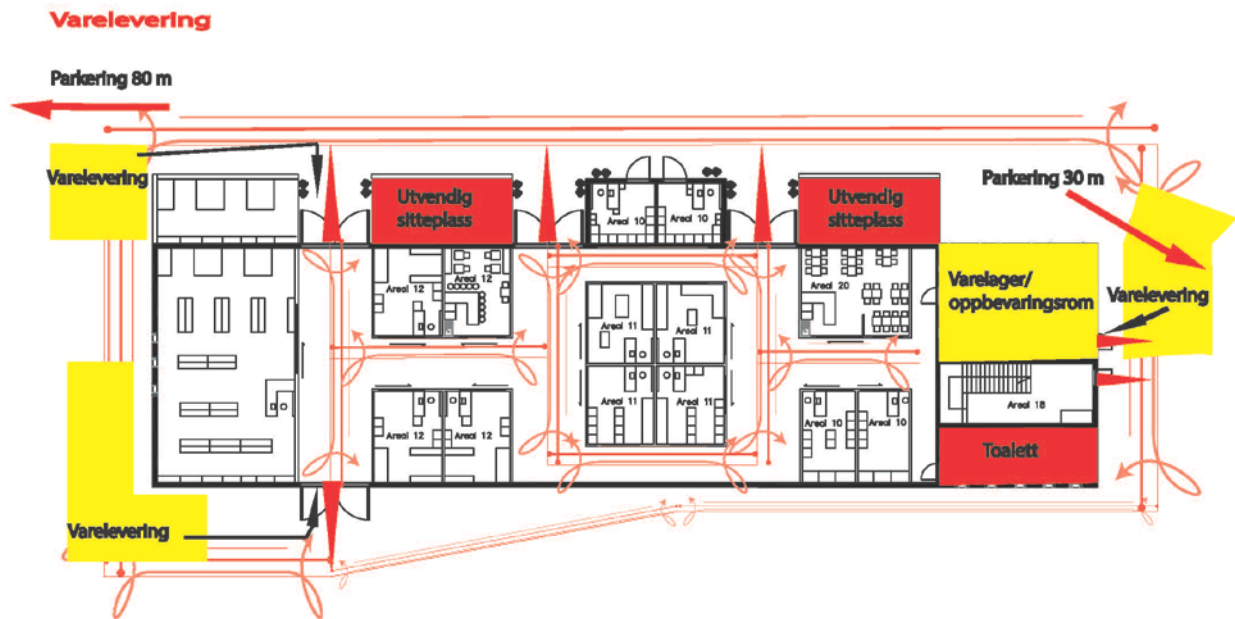 Varelevering
Parkering 80 m
Varelevering
Utvendig
sitteplass
Areal 10
Areal 10
Utvendig
sitteplass
Parkering 30 m
Areal 12
Areal 12
Areal 20
Varelager/
oppbevaringsrom
Varelevering
Areal 11
Areal 11
Areal 11
Areal 11
Areal 18
Areal 12
Areal 12
Areal 10
Areal 10
Toalett
Varelevering